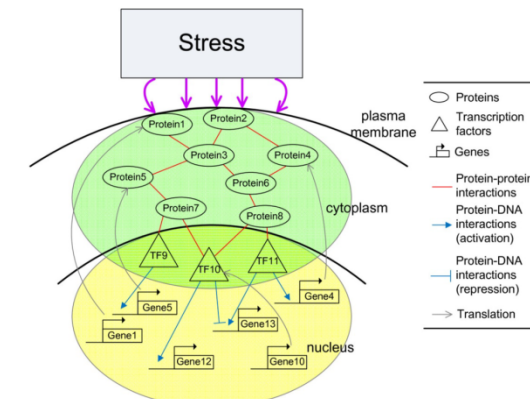 Stress
plasma
membrane
Protein1
Protein2
Protein3
Protein4
Protein5
Protein6
Protein7
Protein8
cytoplasm
TF9
TF10
TF11
Gene5
Gene4
Gene1
Gene13
Gene12
Gene10
nucleus
Proteins
Transcription
factors
Genes
Protein-protein
interactions
Protein-DNA
interactions
(activation)
Protein-DNA
interactions
(repression)
Translation